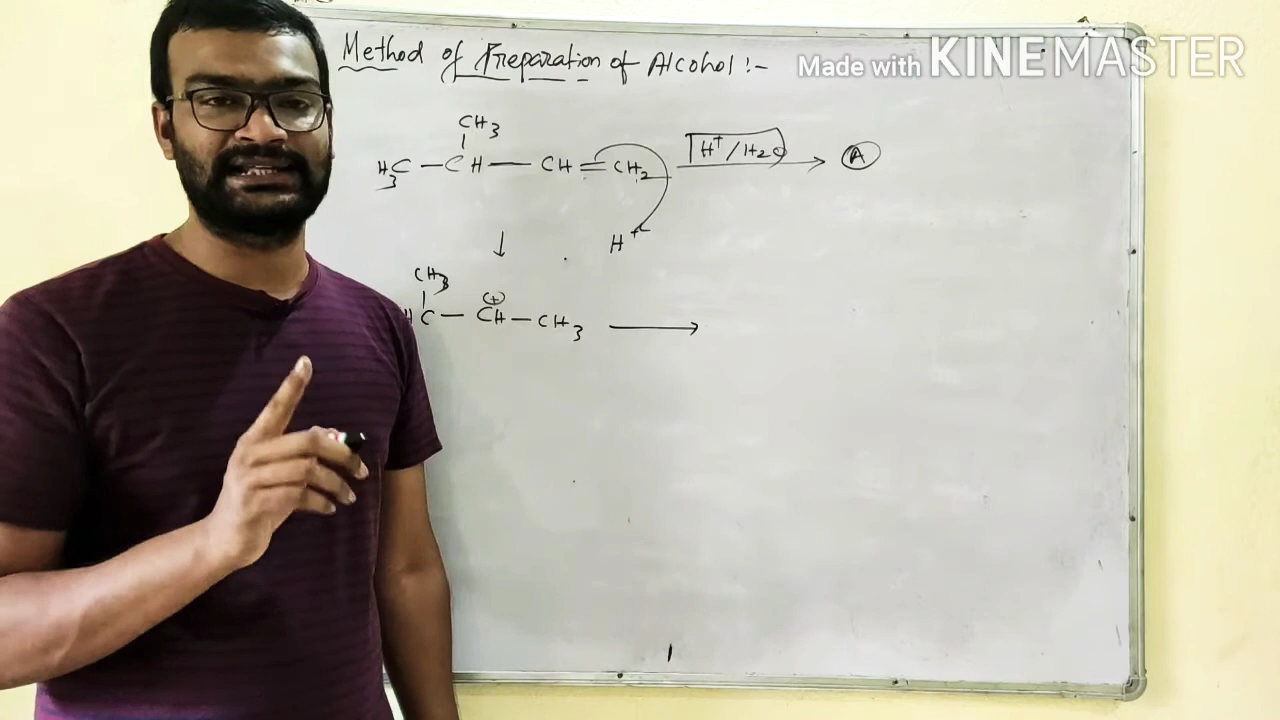 Method of Preparation of Alcohol :-
Made with KINEMASTER
CH3
H3C — CH — CH = CH2 H+ / H2O A
H+
CH3
H C — CH — CH3
(+)